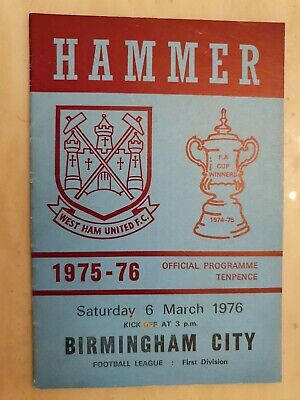 HAMMER
WEST HAM UNITED F.C.
F.A
CUP
WINNERS
1974-75
1975-76
OFFICIAL PROGRAMME
TENPENCE
Saturday 6 March 1976
KICK OFF AT 3 p.m.
BIRMINGHAM CITY
FOOTBALL LEAGUE : First Division